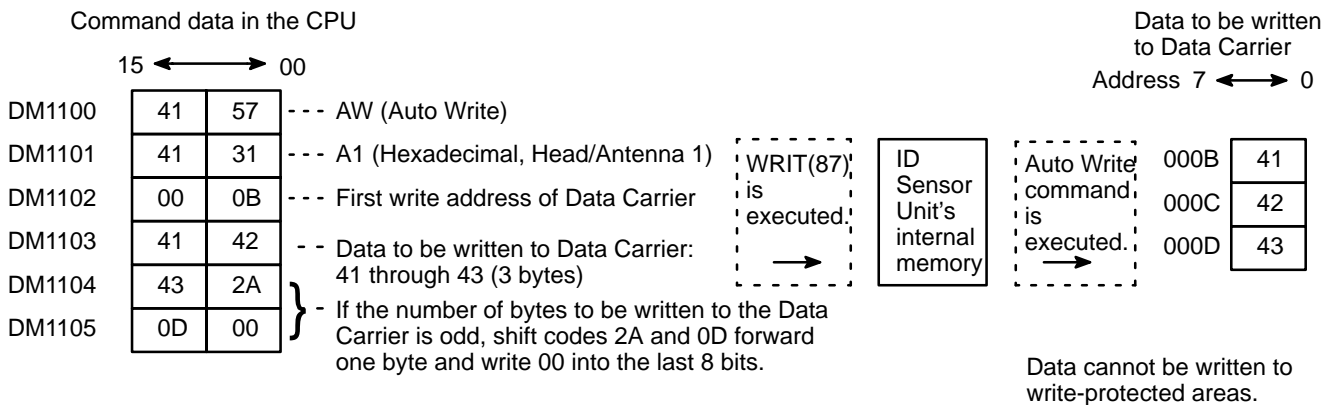 Command data in the CPU
Data to be written
to Data Carrier
15 00
Address 7 0
DM1100 41 57 AW (Auto Write)
DM1101 41 31 A1 (Hexadecimal, Head/Antenna 1)
DM1102 00 0B First write address of Data Carrier
DM1103 41 42 Data to be written to Data Carrier:
41 through 43 (3 bytes)
DM1104 43 2A
DM1105 0D 00
If the number of bytes to be written to the Data
Carrier is odd, shift codes 2A and 0D forward
one byte and write 00 into the last 8 bits.
WRIT(87)
is
executed.
ID
Sensor
Unit's
internal
memory
Auto Write
command
is
executed.
000B 41
000C 42
000D 43
Data cannot be written to
write-protected areas.